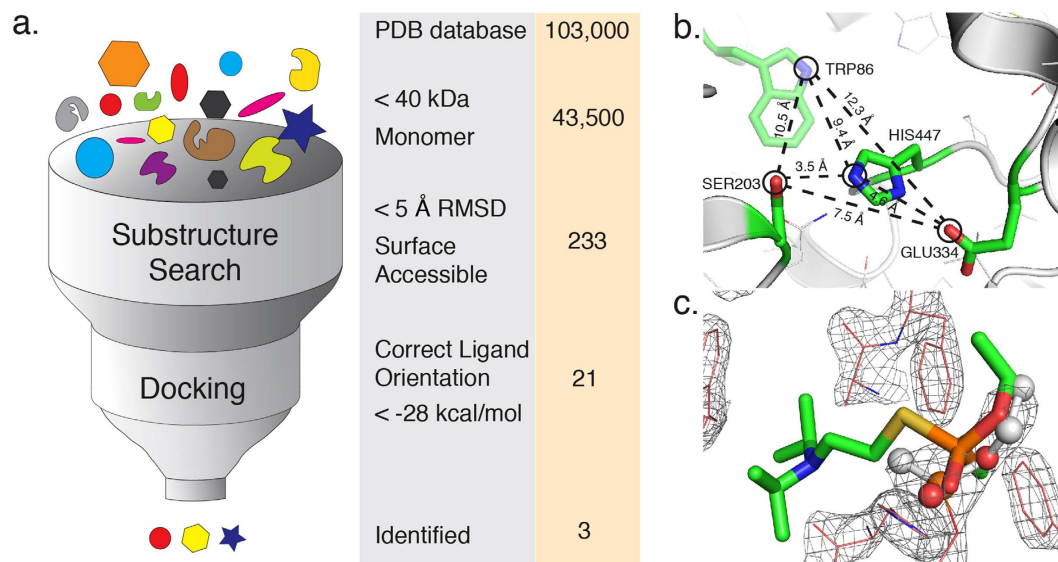 a.
Substructure
Search
Docking
PDB database 103,000
< 40 kDa
Monomer
43,500
< 5 Å RMSD
Surface
Accessible
233
Correct Ligand
Orientation
< -28 kcal/mol
21
Identified 3
b.
TRP86
10.5 Å
9.4 Å
12.3 Å
HIS447
SER203
3.5 Å
4.6 Å
7.5 Å
GLU334
c.